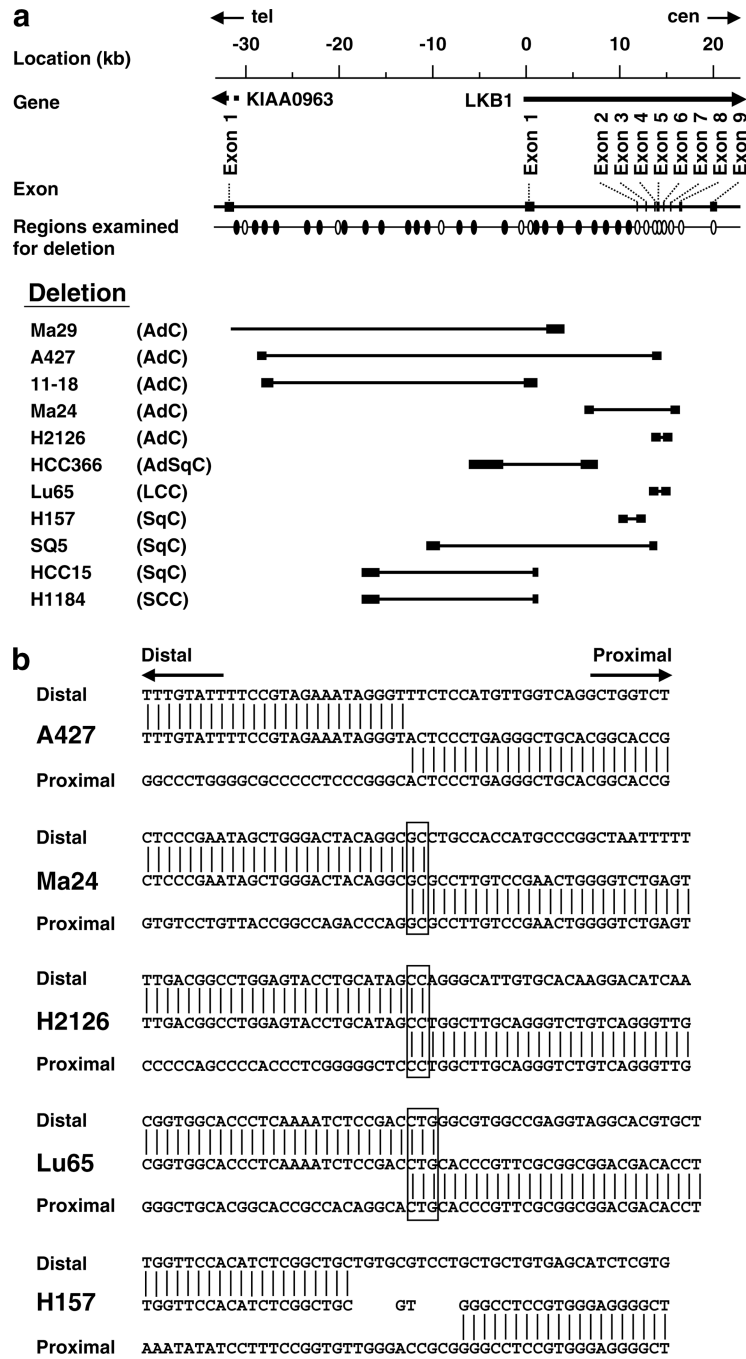 a
tel cen
Location (kb) -30 -20 -10 0 10 20
Gene KIAA0963 LKB1
Exon 1 Exon 1 Exon 2 Exon 3 Exon 4 Exon 5 Exon 6 Exon 7 Exon 8 Exon 9
Exon
Regions examined
for deletion
Deletion
Ma29 (AdC)
A427 (AdC)
11-18 (AdC)
Ma24 (AdC)
H2126 (AdC)
HCC366 (AdSqC)
Lu65 (LCC)
H157 (SqC)
SQ5 (SqC)
HCC15 (SqC)
H1184 (SCC)
b
Distal Proximal
Distal TTTGTATTTTCCGTAGAAATAGGGTTTCTCCATGTTGGTCAGGCTGGTCT
A427 TTTGTATTTTCCGTAGAAATAGGGTACTCCCTGAGGGCTGCACGGCACCG
Proximal GGCCCTGGGGCGCCCCCTCCCGGGCACTCCCTGAGGGCTGCACGGCACCG
Distal CTCCCGAATAGCTGGGACTACAGGCGCCTGCCACCATGCCCGGCTAATTTTT
Ma24 CTCCCGAATAGCTGGGACTACAGGCGCGCCTTGTCCGAACTGGGGTCTGAGT
Proximal GTGTCCTGTTACCGGCCAGACCCAGGCGCCTTGTCCGAACTGGGGTCTGAGT
Distal TTGACGGCCTGGAGTACCTGCATAGCCAGGGCATTGTGCACAAGGACATCAA
H2126 TTGACGGCCTGGAGTACCTGCATAGCCTGGCTTGCAGGGTCTGTCAGGGTTG
Proximal CCCCCAGCCCCACCCTCGGGGGCTCCCTGGCTTGCAGGGTCTGTCAGGGTTG
Distal CGGTGGCACCCTCAAAATCTCCGACCTGGGCGTGGCCGAGGTAGGCACGTGCT
Lu65 CGGTGGCACCCTCAAAATCTCCGACCTGCACCCGTTCGCGGCGGACGACACCT
Proximal GGGCTGCACGGCACCGCCACAGGCACTGCACCCGTTCGCGGCGGACGACACCT
Distal TGGTTCCACATCTCGGCTGCTGTGCGTCCTGCTGCTGTGAGCATCTCGTG
H157 TGGTTCCACATCTCGGCTGC GT GGGCCTCCGTGGGAGGGGCT
Proximal AAATATATCCTTTCCGGTGTTGGGACCGCGGGGCCTCCGTGGGAGGGGCT